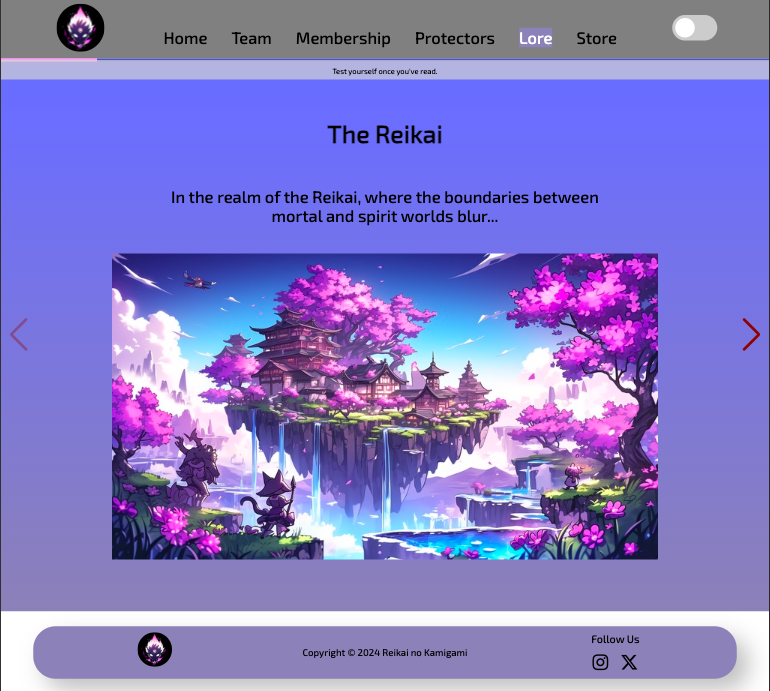 Home Team Membership Protectors Lore Store
Test yourself once you've read.
The Reikai
In the realm of the Reikai, where the boundaries between
mortal and spirit worlds blur...
Follow Us
Copyright © 2024 Reikai no Kamigami